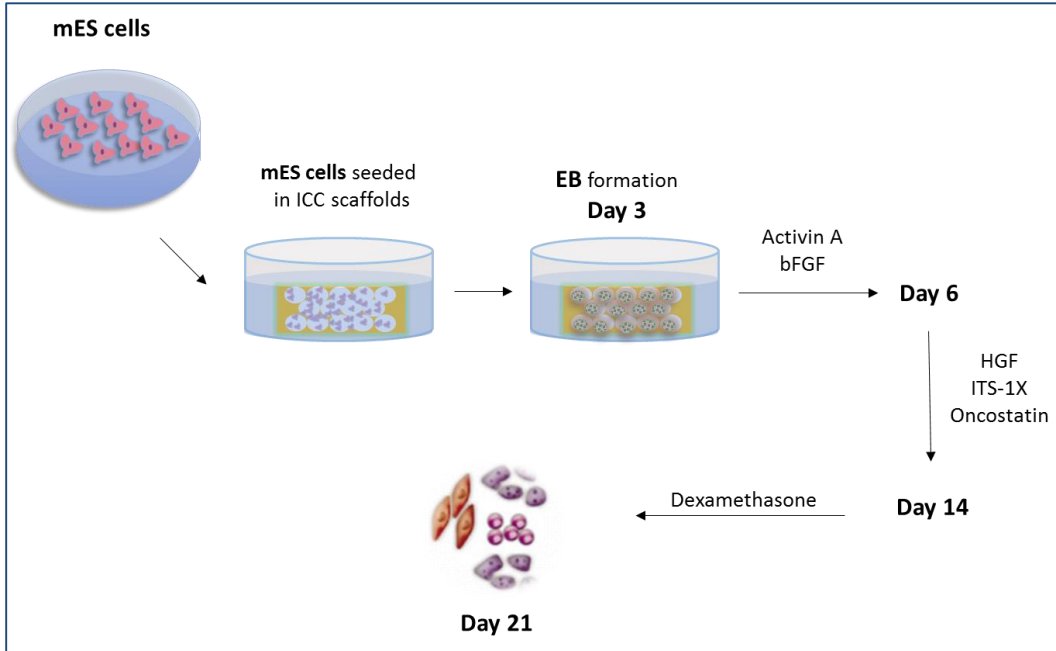 mES cells
mES cells seeded
in ICC scaffolds
EB formation
Day 3
Activin A
bFGF
Day 6
HGF
ITS-1X
Oncostatin
Day 14
Dexamethasone
Day 21